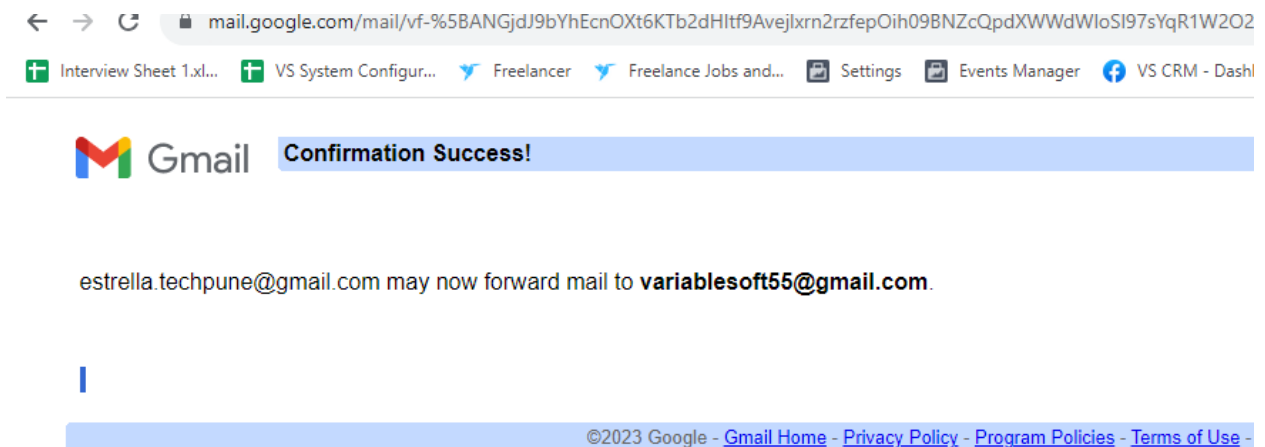 mail.google.com/mail/vf-%5BANGjdJ9bYhEcnOXt6KTb2dHltf9Avejlxrn2rzfepOih09BNZcQpdXWWdWIoSI97sYqR1W2O2
Interview Sheet 1.xl... VS System Configur... Freelancer Freelance Jobs and... Settings Events Manager VS CRM - Dash
Gmail Confirmation Success!
estrella.techpune@gmail.com may now forward mail to variablesoft55@gmail.com.
©2023 Google - Gmail Home - Privacy Policy - Program Policies - Terms of Use -